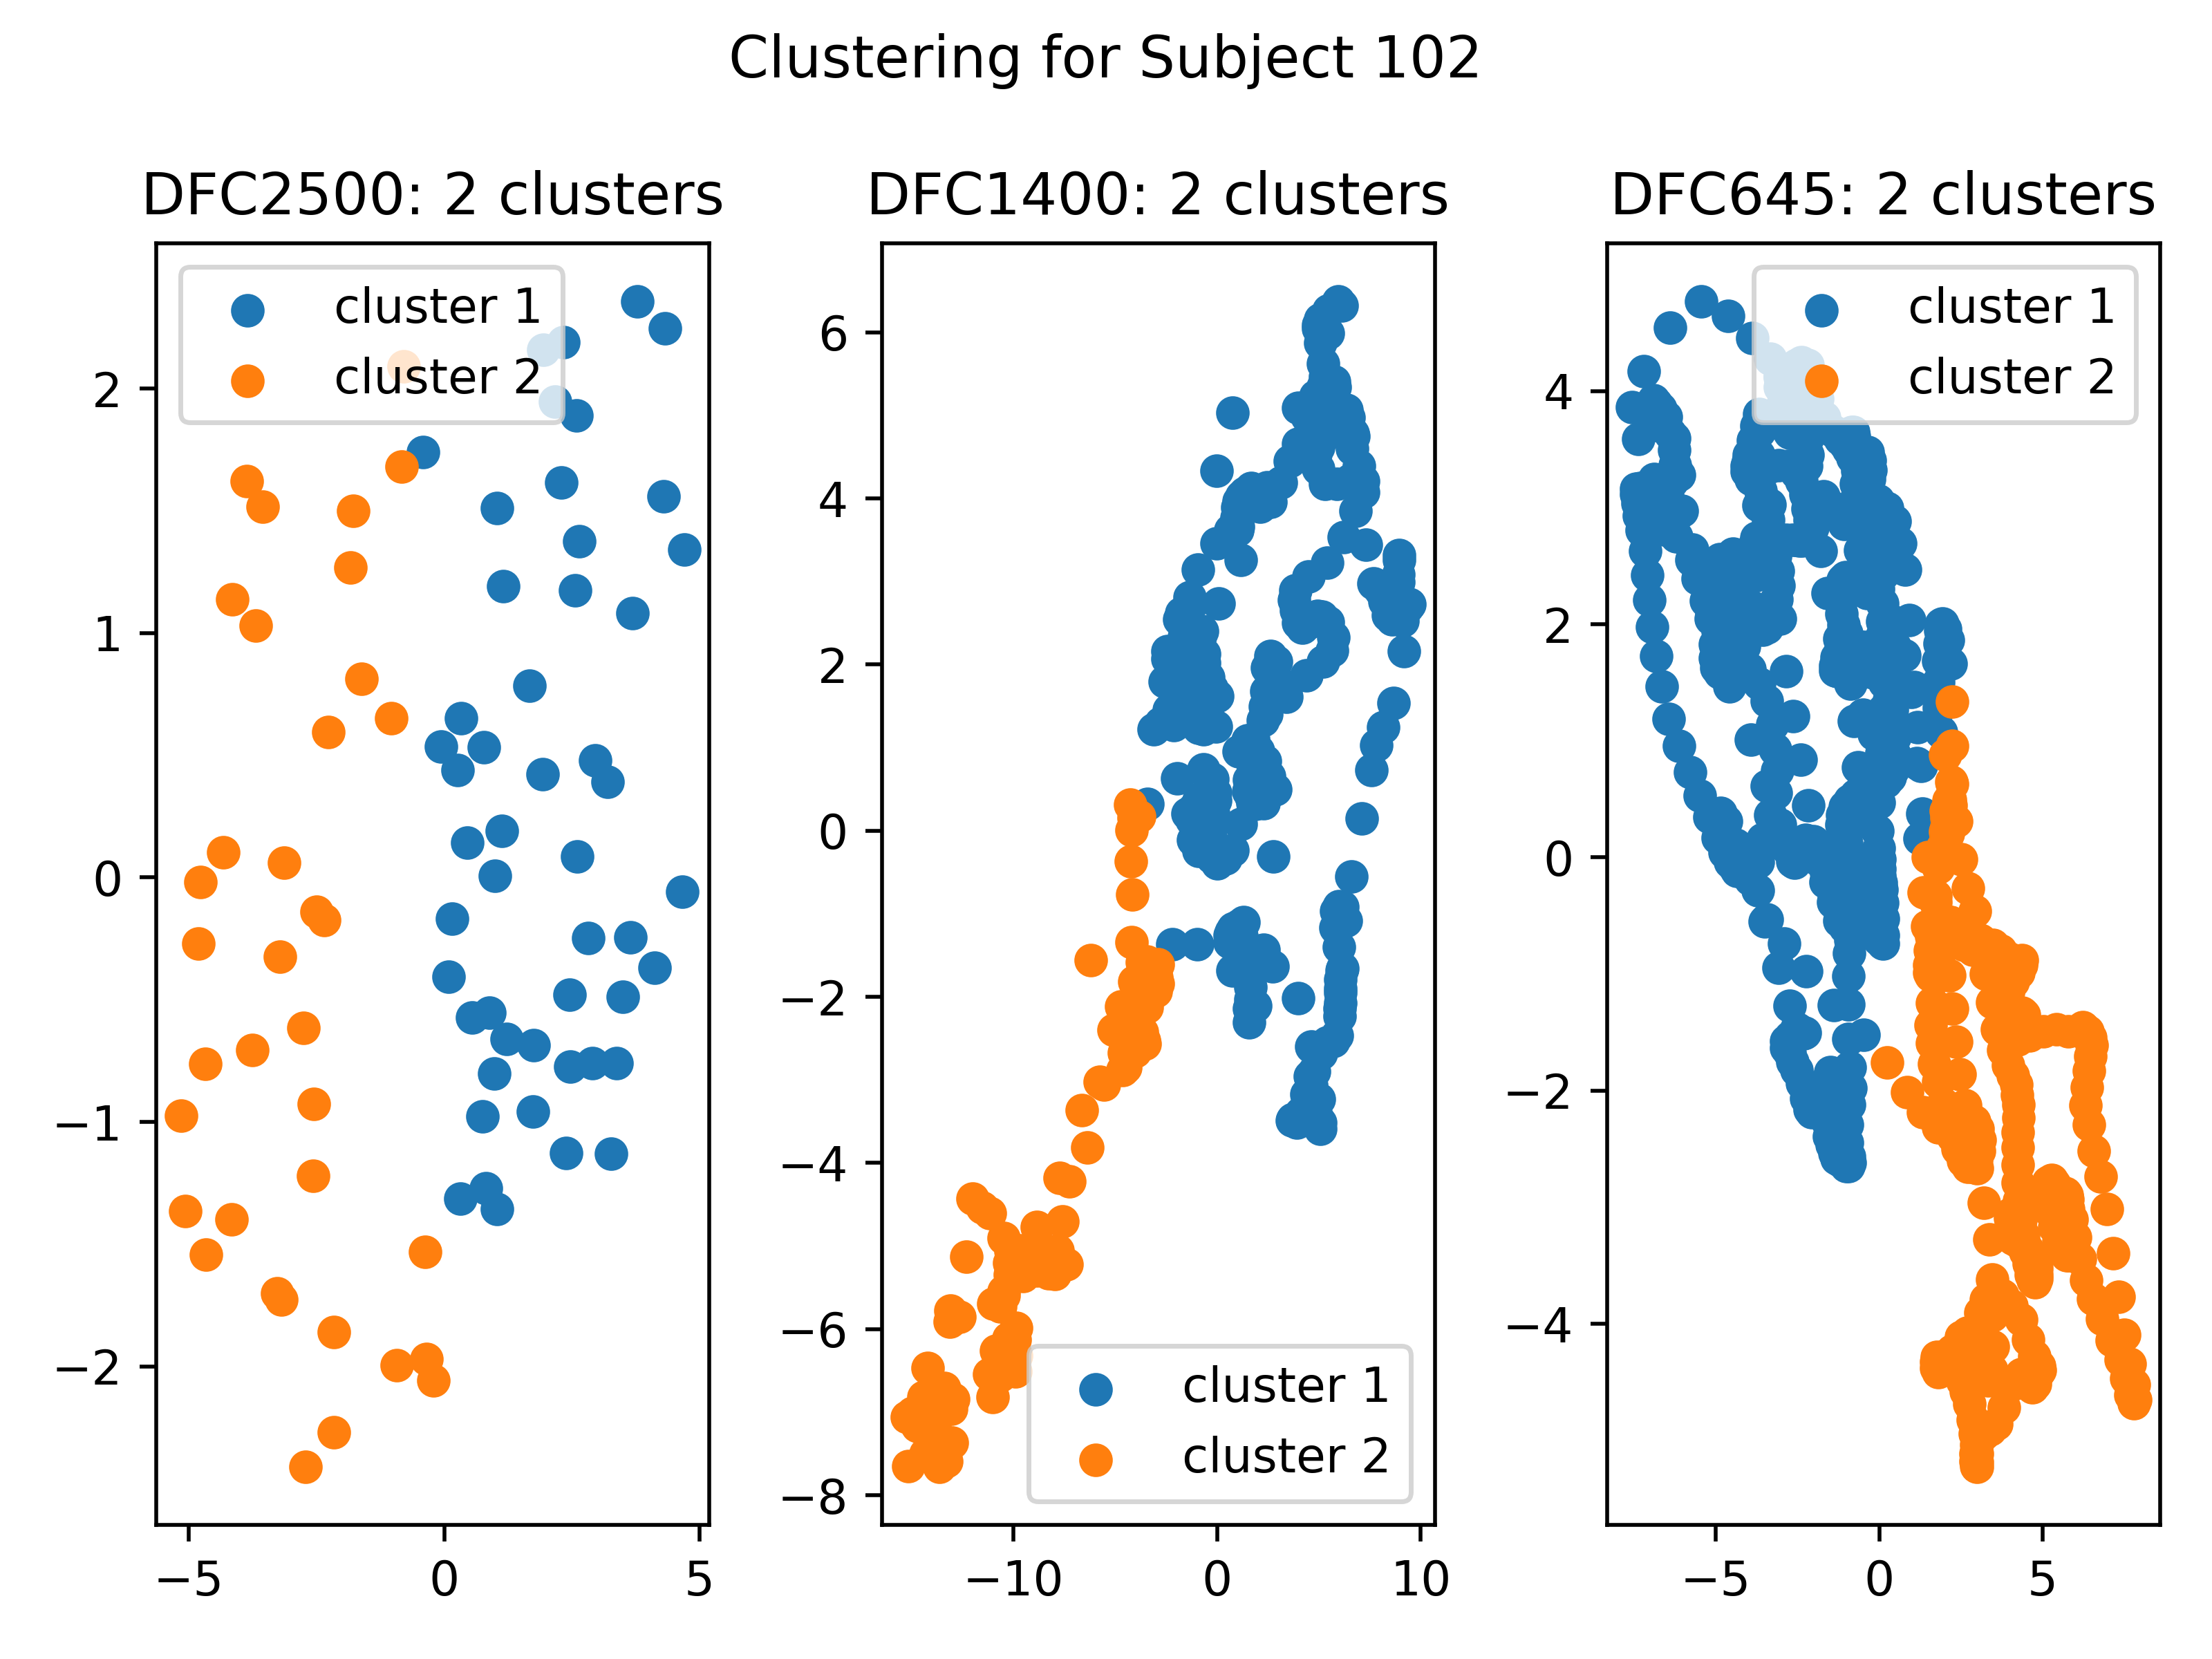 Clustering for Subject 102
DFC2500: 2 clusters
cluster 1
cluster 2
2
1
0
−1
−2
−5
0
5
DFC1400: 2 clusters
6
4
2
0
−2
−4
−6
−8
cluster 1
cluster 2
−10
0
10
DFC645: 2 clusters
cluster 1
cluster 2
4
2
0
−2
−4
−5
0
5